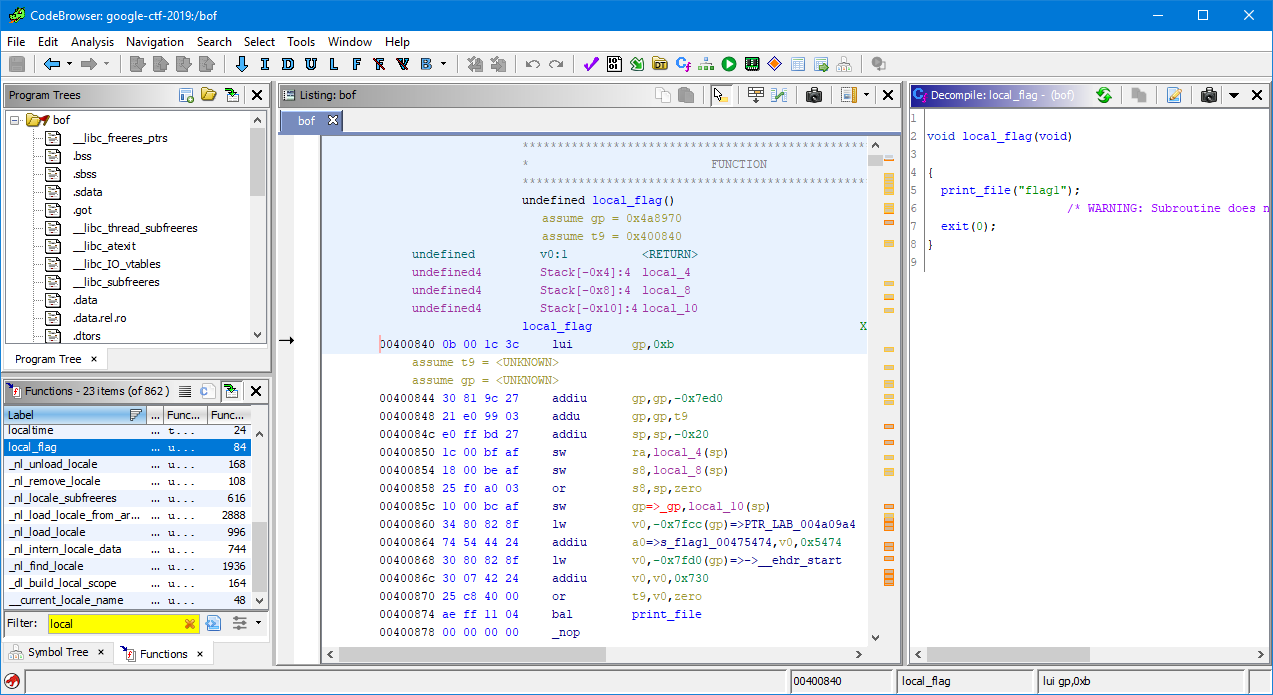 CodeBrowser: google-ctf-2019:/bof
File Edit Analysis Navigation Search Select Tools Window Help
I D U L F B
Program Trees
bof
__libc_freeres_ptrs
.bss
.sbss
.sdata
.got
__libc_thread_subfreeres
__libc_atexit
__libc_IO_vtables
__libc_subfreeres
.data
.data.rel.ro
.dtors
Program Tree ×
Functions - 23 items (of 862 )
Label ... Func... Func...
localtime ... t... 24
local_flag ... u... 84
_nl_unload_locale ... u... 168
_nl_remove_locale ... u... 108
_nl_locale_subfreeres ... u... 616
_nl_load_locale_from_ar... ... u... 2888
_nl_load_locale ... u... 996
_nl_intern_locale_data ... u... 744
_nl_find_locale ... u... 1936
_dl_build_local_scope ... u... 164
__current_locale_name ... u... 48
Filter: local
Symbol Tree × Functions ×
Listing: bof
bof
*************************************************
* FUNCTION
*************************************************
undefined local_flag()
assume gp = 0x4a8970
assume t9 = 0x400840
undefined v0:1 <RETURN>
undefined4 Stack[-0x4]:4 local_4
undefined4 Stack[-0x8]:4 local_8
undefined4 Stack[-0x10]:4 local_10
local_flag X
00400840 0b 00 1c 3c lui gp,0xb
assume t9 = <UNKNOWN>
assume gp = <UNKNOWN>
00400844 30 81 9c 27 addiu gp,gp,-0x7ed0
00400848 21 e0 99 03 addu gp,gp,t9
0040084c e0 ff bd 27 addiu sp,sp,-0x20
00400850 1c 00 bf af sw ra,local_4(sp)
00400854 18 00 be af sw s8,local_8(sp)
00400858 25 f0 a0 03 or s8,sp,zero
0040085c 10 00 bc af sw gp=>_gp,local_10(sp)
00400860 34 80 82 8f lw v0,-0x7fcc(gp)=>PTR_LAB_004a09a4
00400864 74 54 44 24 addiu a0=>s_flag1_00475474,v0,0x5474
00400868 30 80 82 8f lw v0,-0x7fd0(gp)=>->__ehdr_start
0040086c 30 07 42 24 addiu v0,v0,0x730
00400870 25 c8 40 00 or t9,v0,zero
00400874 ae ff 11 04 bal print_file
00400878 00 00 00 00 _nop
Decompile: local_flag - (bof)
1
2 void local_flag(void)
3
4 {
5 print_file("flag1");
6 /* WARNING: Subroutine does n
7 exit(0);
8 }
9
00400840 local_flag lui gp,0xb